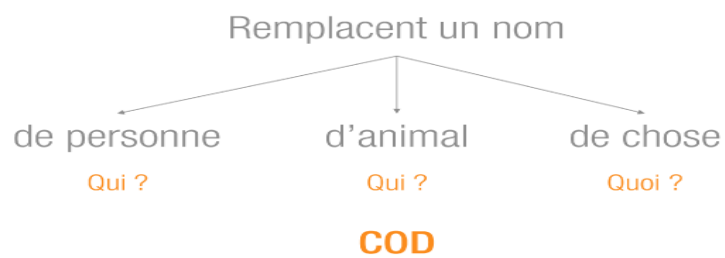 Remplacent un nom
de personne d’animal de chose
Qui ? Qui ? Quoi ?
COD